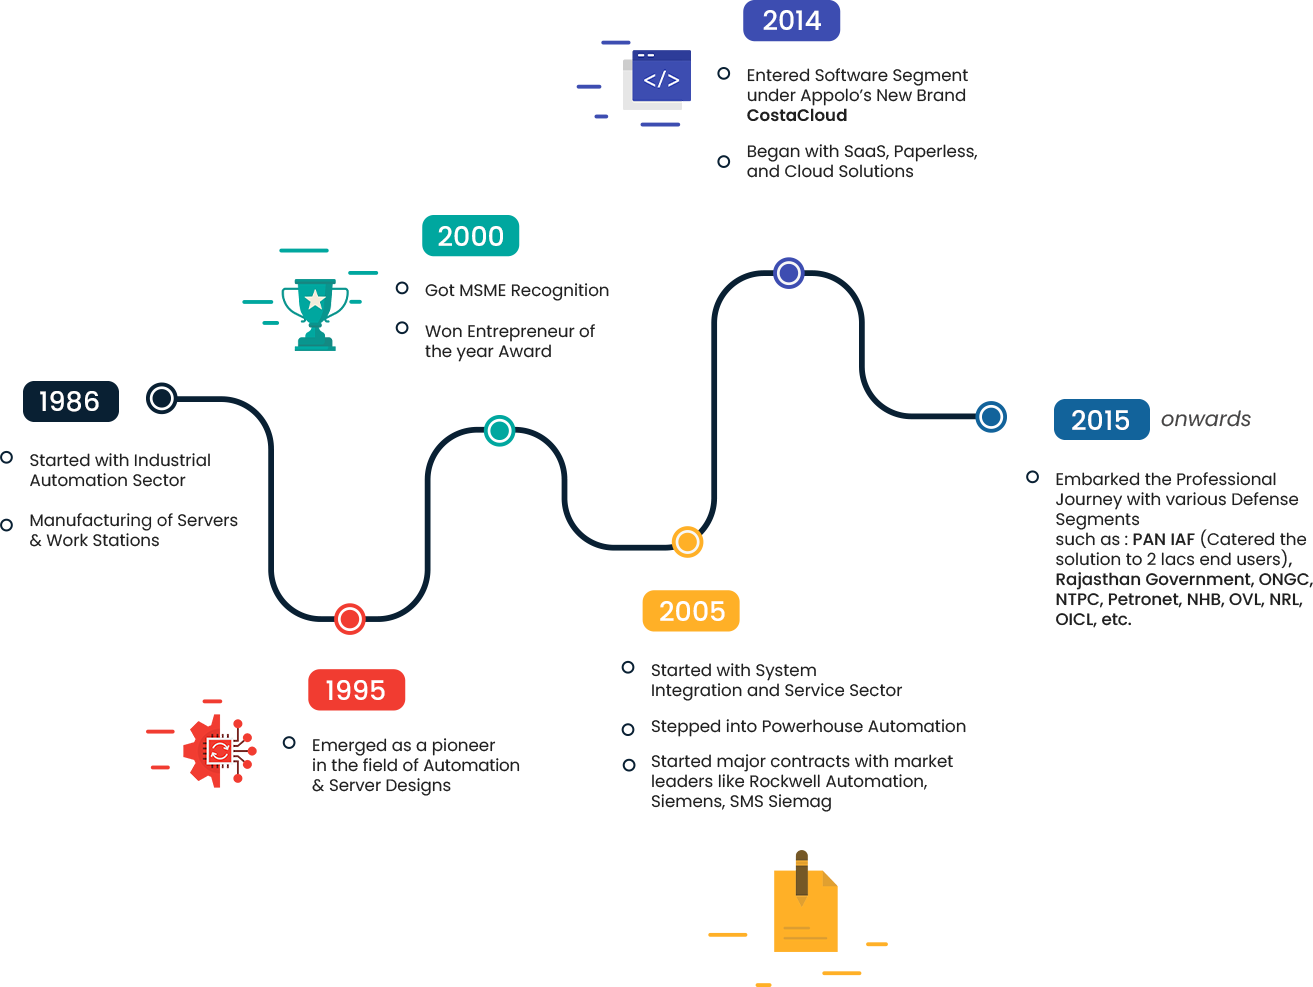 2014
Entered Software Segment
under Appolo's New Brand
CostaCloud
Began with SaaS, Paperless,
and Cloud Solutions
</>
2000
Got MSME Recognition
Won Entrepreneur of
the year Award
1986
Started with Industrial
Automation Sector
Manufacturing of Servers
& Work Stations
2015 onwards
Embarked the Professional
Journey with various Defense
Segments
such as : PAN IAF (Catered the
solution to 2 lacs end users),
Rajasthan Government, ONGC,
NTPC, Petronet, NHB, OVL, NRL,
OICL, etc.
1995
Emerged as a pioneer
in the field of Automation
& Server Designs
2005
Started with System
Integration and Service Sector
Stepped into Powerhouse Automation
Started major contracts with market
leaders like Rockwell Automation,
Siemens, SMS Siemag